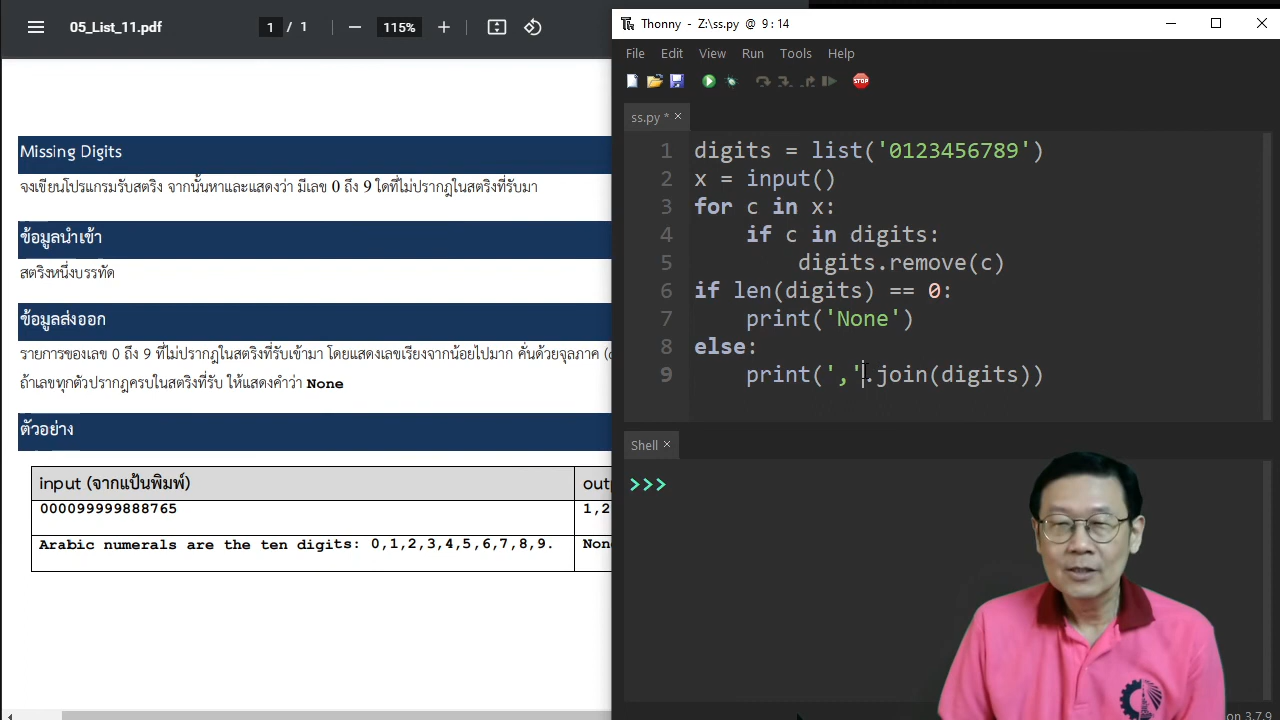 05_List_11.pdf
1 / 1
115%
Missing Digits
จงเขียนโปรแกรมรับสตริง จากนั้นหาและแสดงว่า มีเลข 0 ถึง 9 ใดที่ไม่ปรากฏในสตริงที่รับมา
ข้อมูลนำเข้า
สตริงหนึ่งบรรทัด
ข้อมูลส่งออก
รายการของเลข 0 ถึง 9 ที่ไม่ปรากฏในสตริงที่รับเข้ามา โดยแสดงเลขเรียงจากน้อยไปมาก คั่นด้วยจุลภาค
ถ้าเลขทุกตัวปรากฏครบในสตริงที่รับ ให้แสดงคำว่า None
ตัวอย่าง
input (จากแป้นพิมพ์)
000099999888765
1,2
Arabic numerals are the ten digits: 0,1,2,3,4,5,6,7,8,9.
Thonny - Z:\ss.py @ 9:14
File Edit View Run Tools Help
STOP
ss.py *
1 digits = list('0123456789')
2 x = input()
3 for c in x:
4 if c in digits:
5 digits.remove(c)
6 if len(digits) == 0:
7 print('None')
8 else:
9 print(','.join(digits))
Shell
>>>
3.7.9